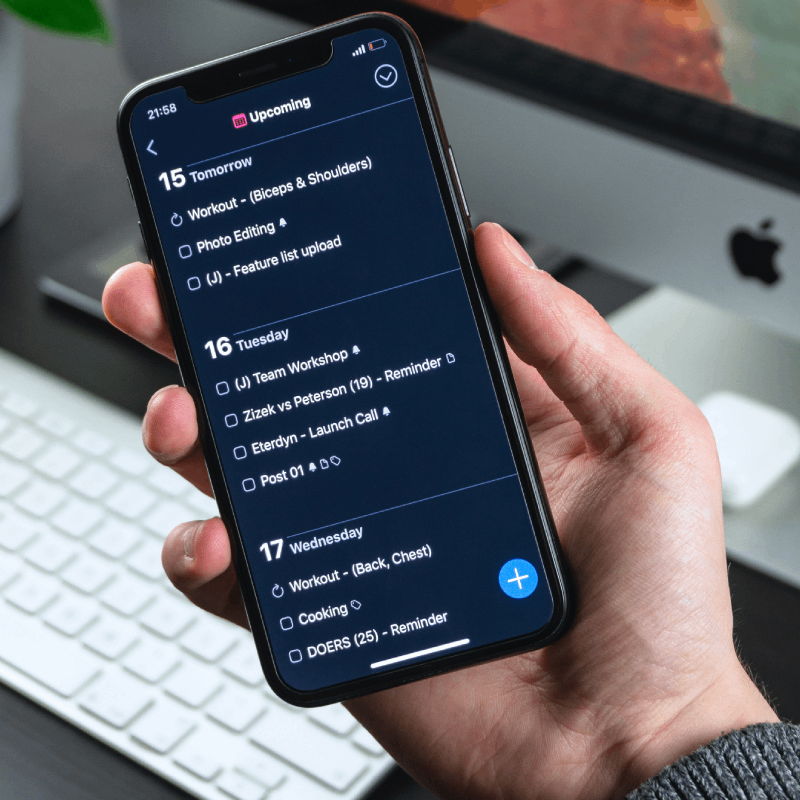 21:58
Upcoming
15 Tomorrow
Workout - (Biceps & Shoulders)
Photo Editing
(J) - Feature list upload
16 Tuesday
(J) Team Workshop
Zizek vs Peterson (19) - Reminder
Eterdyn - Launch Call
Post 01
17 Wednesday
Workout - (Back, Chest)
Cooking
DOERS (25) - Reminder